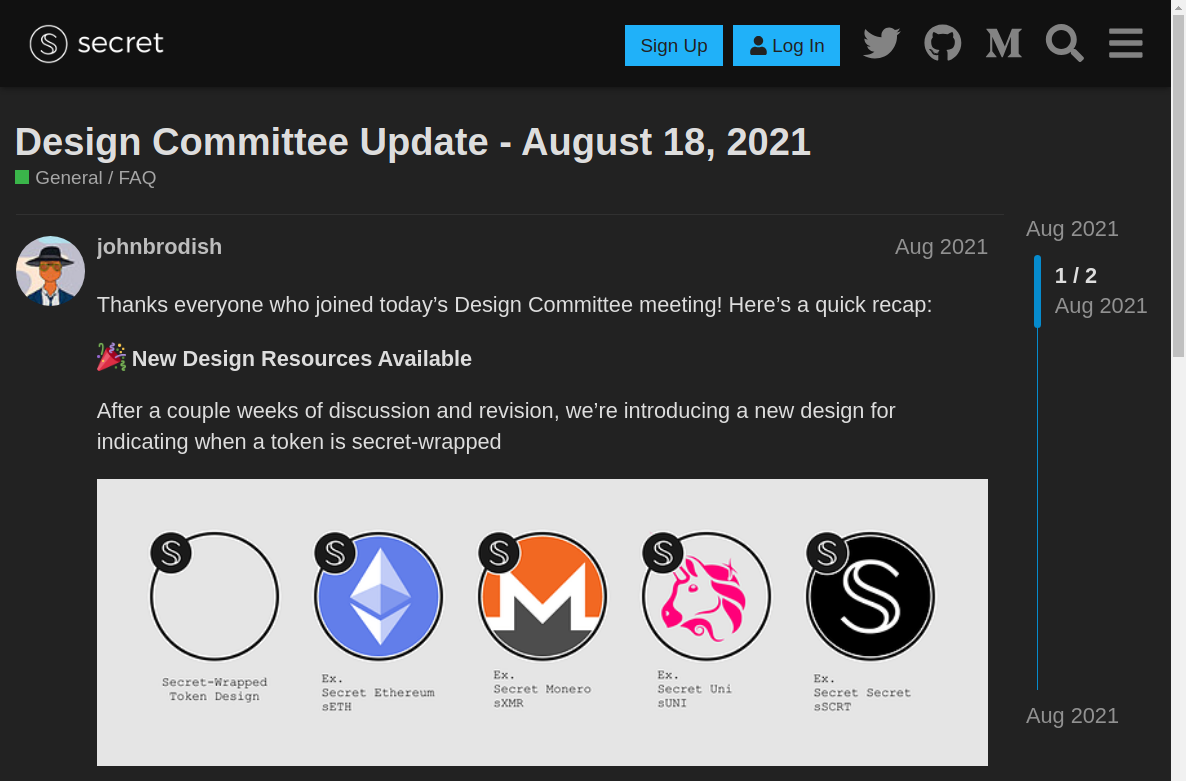 secret
Sign Up
Log In
Design Committee Update - August 18, 2021
General / FAQ
johnbrodish
Aug 2021
Thanks everyone who joined today’s Design Committee meeting! Here’s a quick recap:
New Design Resources Available
After a couple weeks of discussion and revision, we’re introducing a new design for
indicating when a token is secret-wrapped
Secret-Wrapped
Token Design
Ex.
Secret Ethereum
sETH
Ex.
Secret Monero
sXMR
Ex.
Secret Uni
sUNI
Ex.
Secret Secret
sSCRT
Aug 2021
1 / 2
Aug 2021
Aug 2021